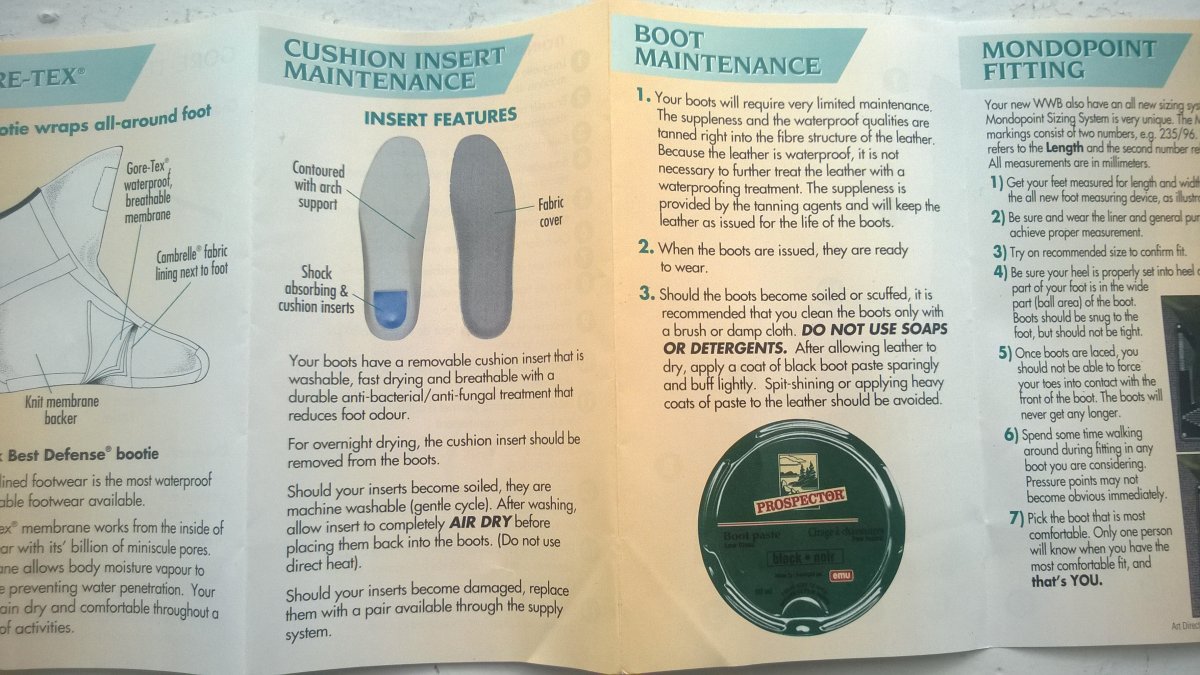 RE-TEX®
otie wraps all-around foot
Gore-Tex®
waterproof,
breathable
membrane
Cambrelle® fabric
lining next to foot
Knit membrane
backer
Best Defense® bootie
lined footwear is the most waterproof
able footwear available.
ex® membrane works from the inside of
ar with its' billion of miniscule pores.
ane allows body moisture vapour to
e preventing water penetration. Your
ain dry and comfortable throughout a
of activities.
CUSHION INSERT
MAINTENANCE
INSERT FEATURES
Contoured
with arch
support
Fabric
cover
Shock
absorbing &
cushion inserts
Your boots have a removable cushion insert that is
washable, fast drying and breathable with a
durable anti-bacterial/anti-fungal treatment that
reduces foot odour.
For overnight drying, the cushion insert should be
removed from the boots.
Should your inserts become soiled, they are
machine washable (gentle cycle). After washing,
allow insert to completely AIR DRY before
placing them back into the boots. (Do not use
direct heat).
Should your inserts become damaged, replace
them with a pair available through the supply
system.
BOOT
MAINTENANCE
1. Your boots will require very limited maintenance.
The suppleness and the waterproof qualities are
tanned right into the fibre structure of the leather.
Because the leather is waterproof, it is not
necessary to further treat the leather with a
waterproofing treatment. The suppleness is
provided by the tanning agents and will keep the
leather as issued for the life of the boots.
2. When the boots are issued, they are ready
to wear.
3. Should the boots become soiled or scuffed, it is
recommended that you clean the boots only with
a brush or damp cloth. DO NOT USE SOAPS
OR DETERGENTS. After allowing leather to
dry, apply a coat of black boot paste sparingly
and buff lightly. Spit-shining or applying heavy
coats of paste to the leather should be avoided.
PROSPECTOR
Boot paste
Cirage à chaussures
black • noir
emu
MONDOPOINT
FITTING
Your new WWB also have an all new sizing sys
Mondopoint Sizing System is very unique. The M
markings consist of two numbers, e.g. 235/96.
refers to the Length and the second number re
All measurements are in millimeters.
1) Get your feet measured for length and width
the all new foot measuring device, as illustr
2) Be sure and wear the liner and general pur
achieve proper measurement.
3) Try on recommended size to confirm fit.
4) Be sure your heel is properly set into heel
part of your foot is in the wide
part (ball area) of the boot.
Boots should be snug to the
foot, but should not be tight.
5) Once boots are laced, you
should not be able to force
your toes into contact with the
front of the boot. The boots will
never get any longer.
6) Spend some time walking
around during fitting in any
boot you are considering.
Pressure points may not
become obvious immediately.
7) Pick the boot that is most
comfortable. Only one person
will know when you have the
most comfortable fit, and
that's YOU.
Art Direc